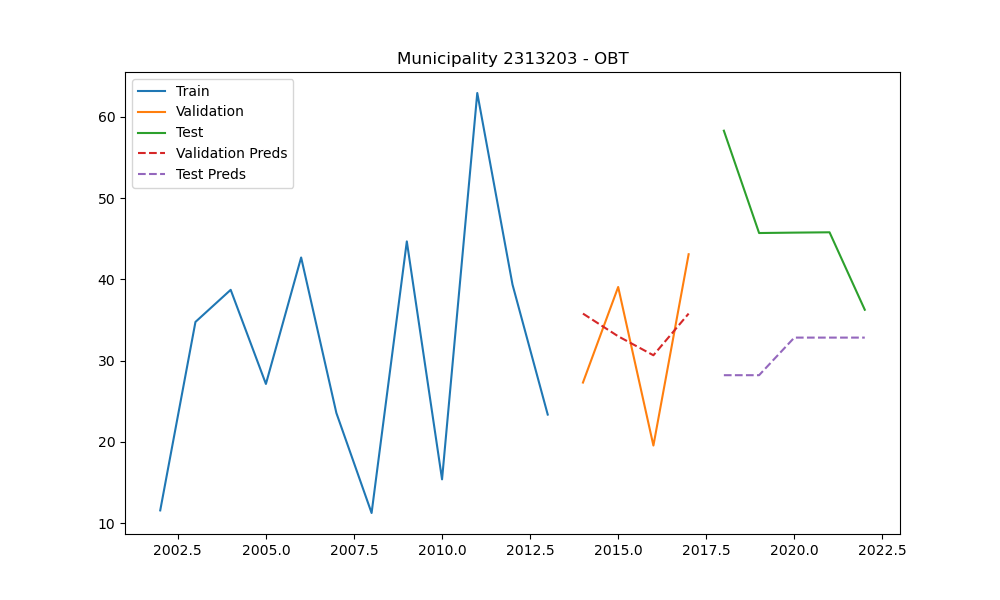 Municipality 2313203 - OBT
Train
Validation
Test
Validation Preds
Test Preds
60
50
40
30
20
10
2002.5 2005.0 2007.5 2010.0 2012.5 2015.0 2017.5 2020.0 2022.5